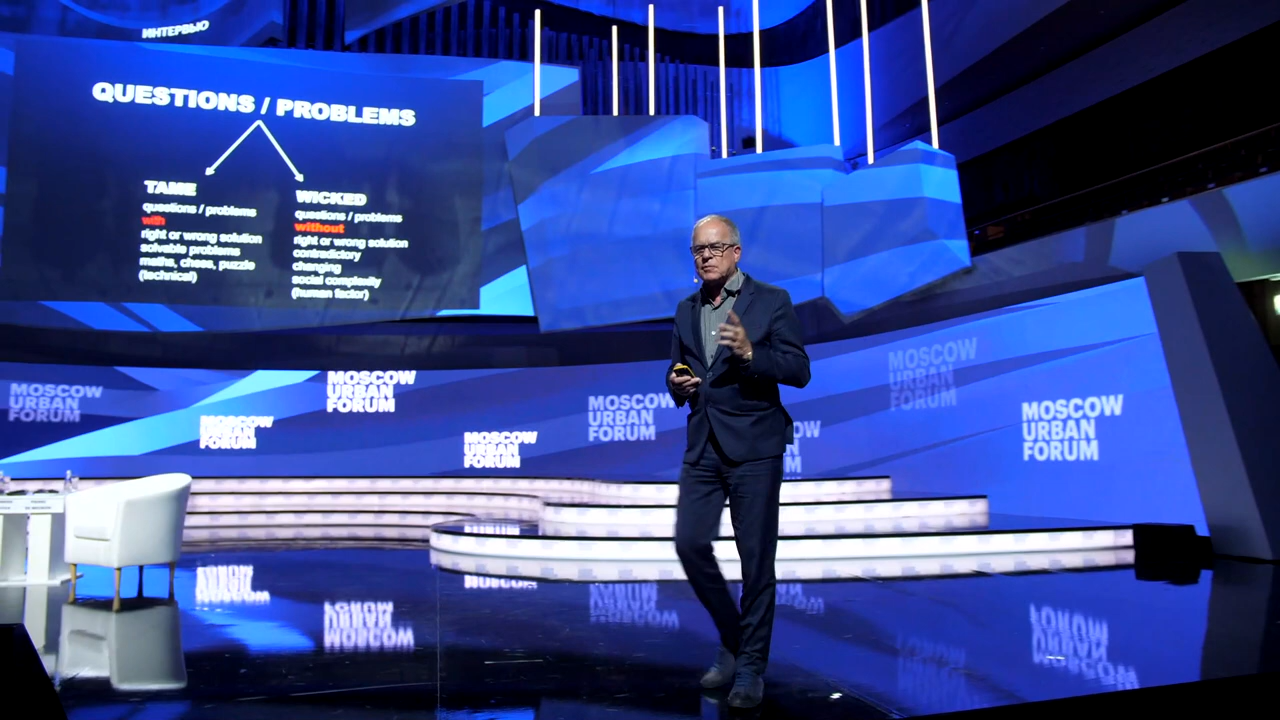 ИНТЕРВЬЮ
QUESTIONS / PROBLEMS
TAME
questions / problems
with
right or wrong solution
solvable problems
maths, chess, puzzle
(technical)
WICKED
questions / problems
without
right or wrong solution
contradictory
changing
social complexity
(human factor)
MOSCOW
URBAN
FORUM
MOSCOW
URBAN
FORUM
MOSCOW
URBAN
FORUM
MOSCOW
URBAN
FORUM
MOSCOW
URBAN
FORUM
MOSCOW
URBAN
FORUM
MOSCOW
URBAN
FORUM